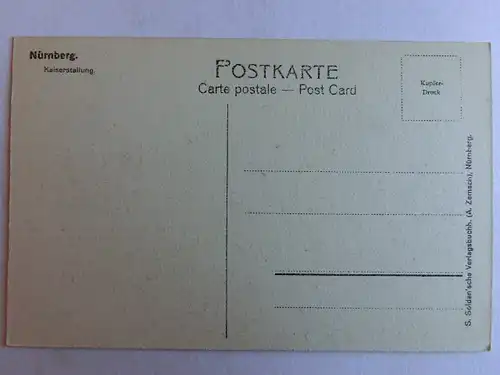 Nürnberg.
Kaiserstallung.
POSTKARTE
Carte postale — Post Card
Kupfer-
Druck
S. Soldan'sche Verlagsbuchh. (A. Zemsch), Nürnberg.